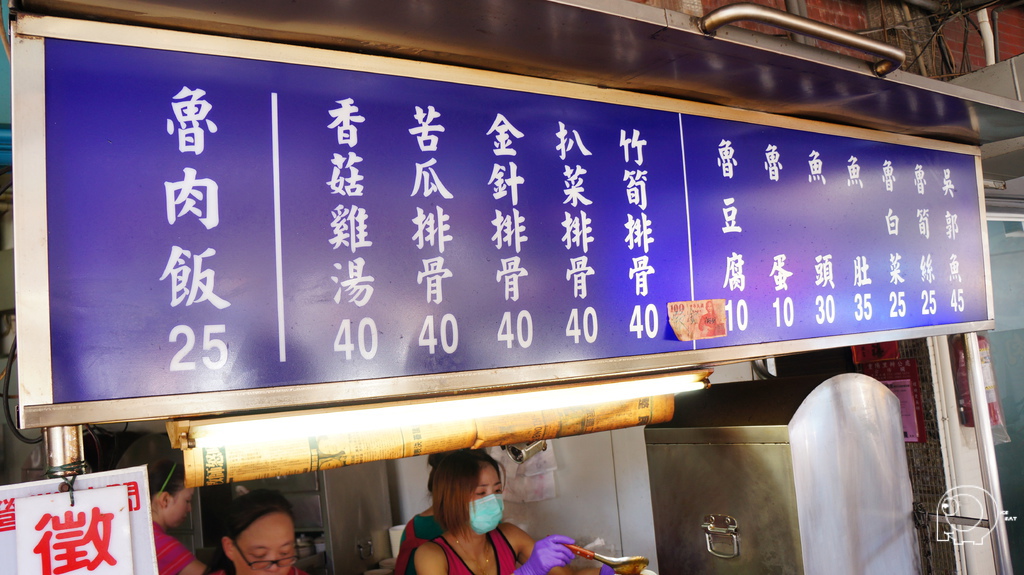 魯肉飯 25
香菇雞湯 40
苦瓜排骨 40
金針排骨 40
扒菜排骨 40
竹筍排骨 40
魯豆腐 10
魯蛋 10
魚頭 30
魚肚 35
魯白菜 25
魯筍絲 25
吳郭魚 45
100
徵